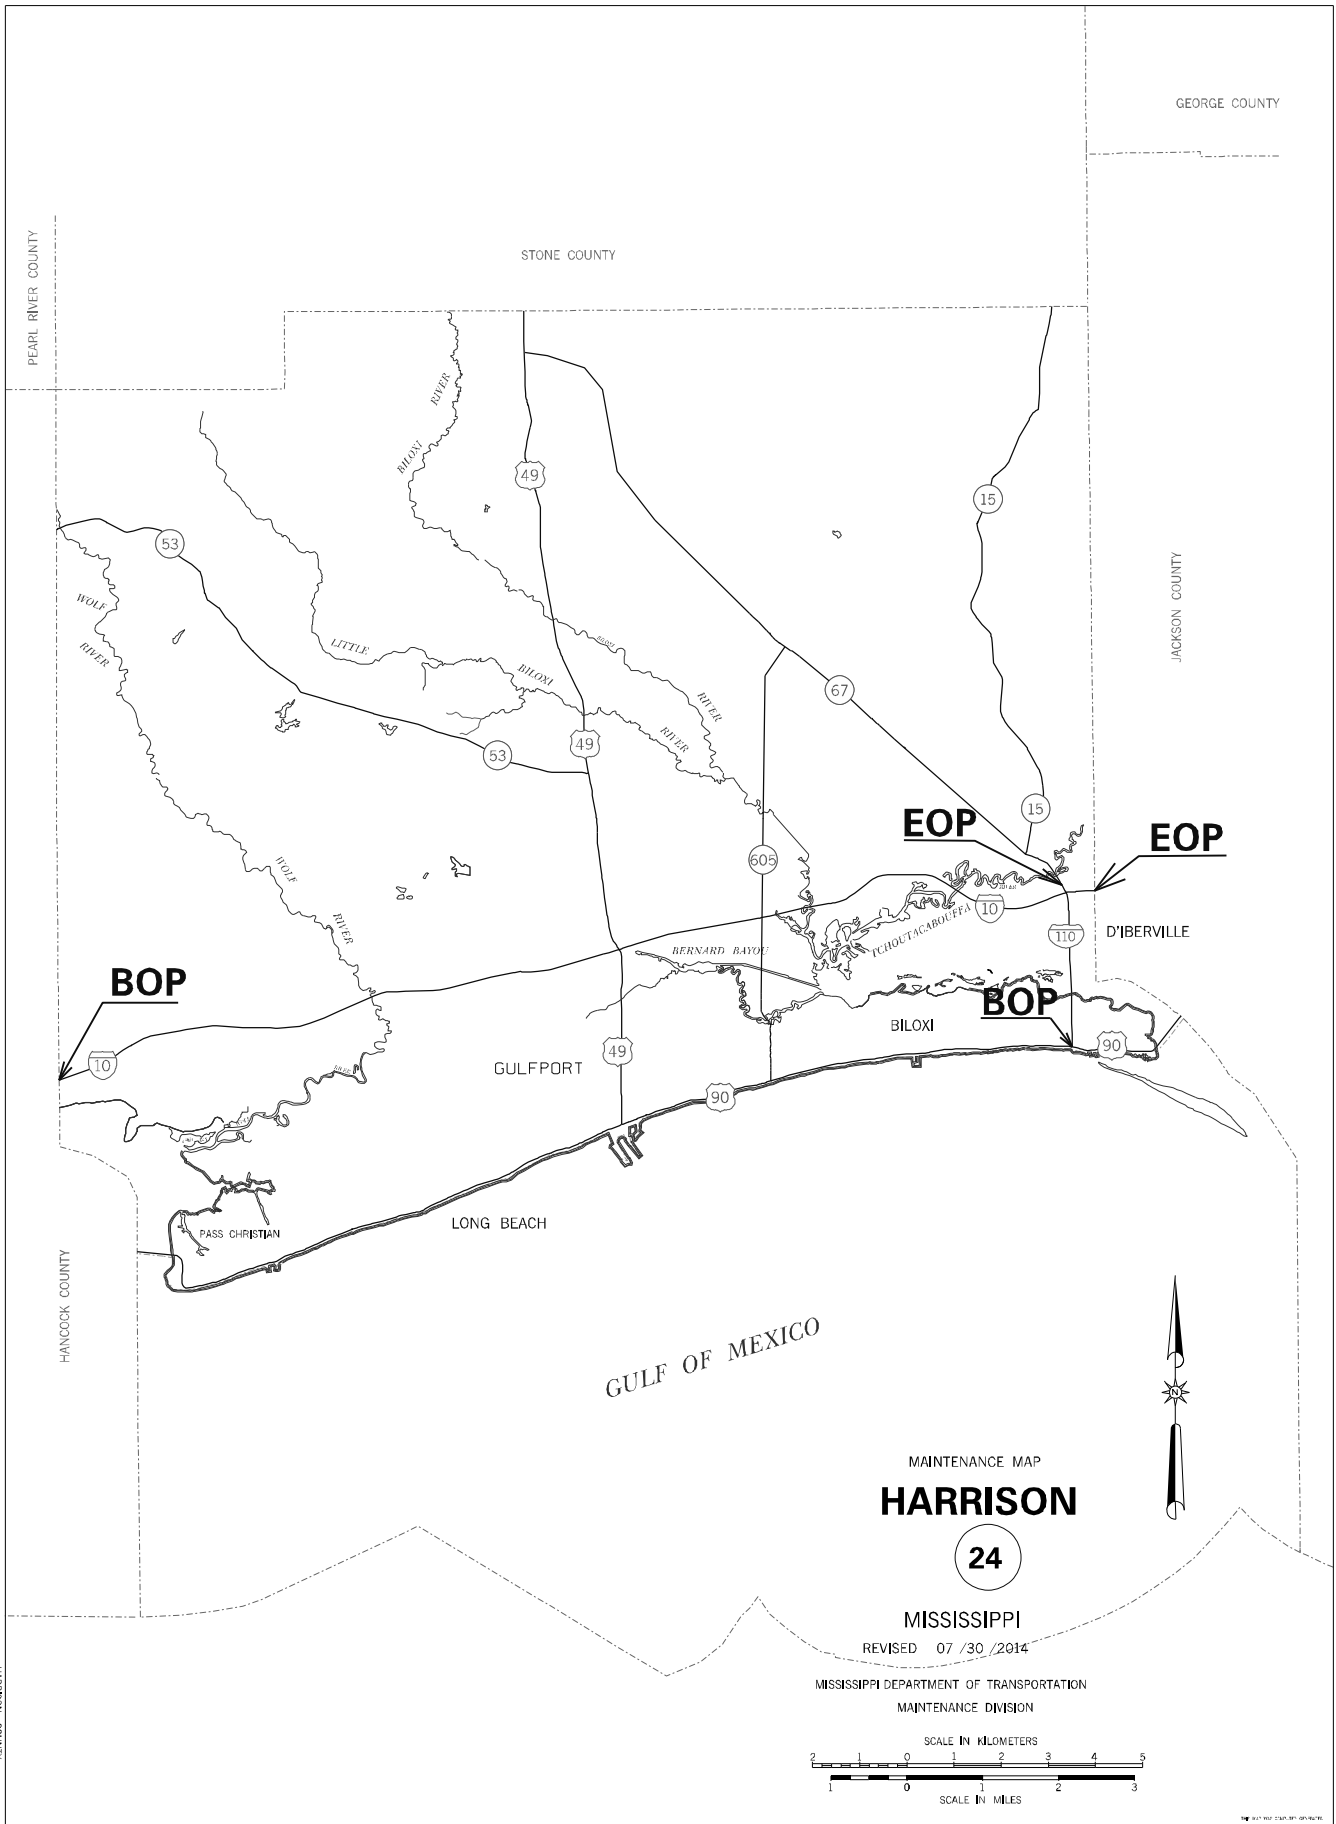 GEORGE COUNTY
PEARL RIVER COUNTY
STONE COUNTY
RIVER
BILOXI
49
15
53
JACKSON COUNTY
WOLF
RIVER
LITTLE
BILOXI
BILOXI
RIVER
RIVER
67
49
53
15
EOP
EOP
605
WOLF
RIVER
10
TCHOUTACABOUFFA
110
D'IBERVILLE
BERNARD BAYOU
BOP
BOP
BILOXI
10
49
90
GULFPORT
90
PASS CHRISTIAN
LONG BEACH
HANCOCK COUNTY
GULF OF MEXICO
N
MAINTENANCE MAP
HARRISON
24
MISSISSIPPI
REVISED 07 /30 /2014
MISSISSIPPI DEPARTMENT OF TRANSPORTATION
MAINTENANCE DIVISION
SCALE IN KILOMETERS
2 1 0 1 2 3 4 5
1 0 1 2 3
SCALE IN MILES